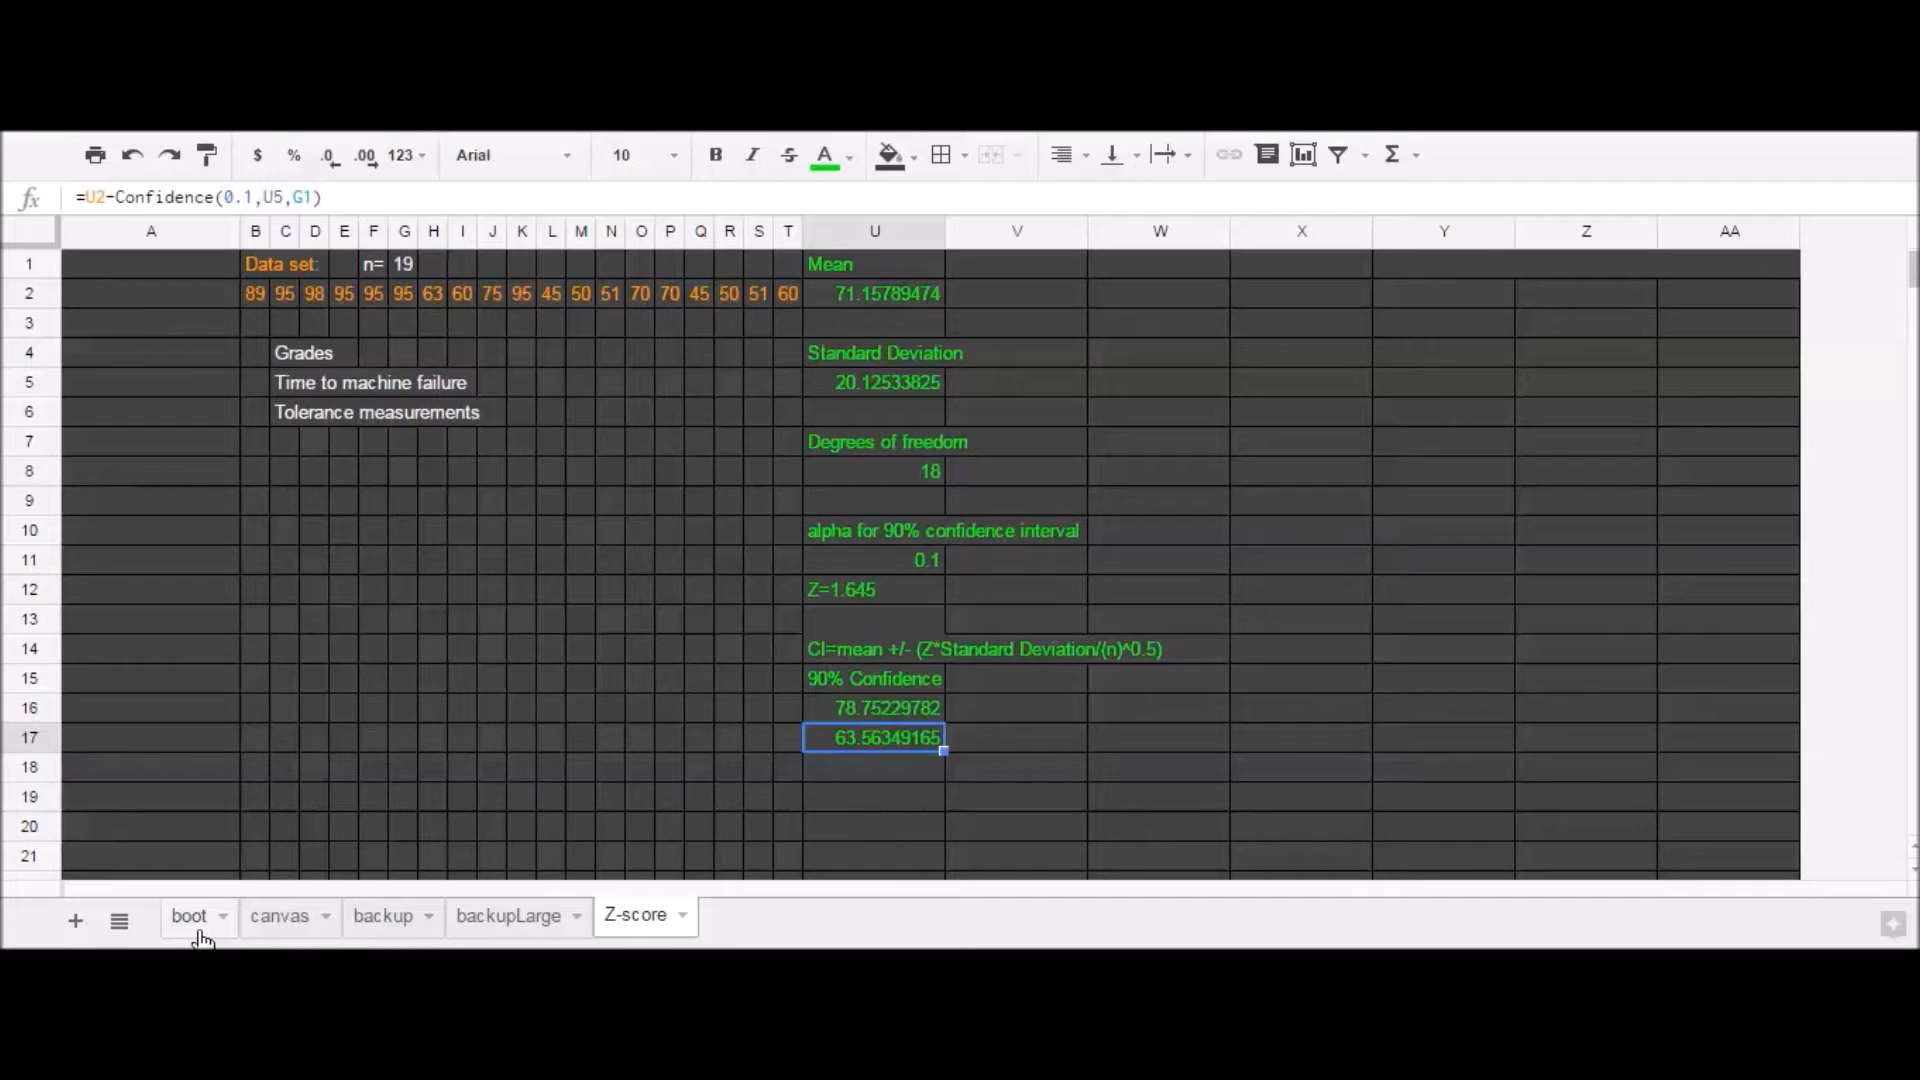 $ % .0 .00 123 Arial 10 B I S A Σ
fx =U2-Confidence(0.1,U5,G1)
A B C D E F G H I J K L M N O P Q R S T U V W X Y Z AA
1 Data set: n= 19 Mean
2 89 95 98 95 95 95 63 60 75 95 45 50 51 70 70 45 50 51 60 71.15789474
3
4 Grades Standard Deviation
5 Time to machine failure 20.12533825
6 Tolerance measurements
7 Degrees of freedom
8 18
9
10 alpha for 90% confidence interval
11 0.1
12 Z=1.645
13
14 CI=mean +/- (Z*Standard Deviation/(n)^0.5)
15 90% Confidence
16 78.75229782
17 63.56349165
18
19
20
21
+ boot canvas backup backupLarge Z-score